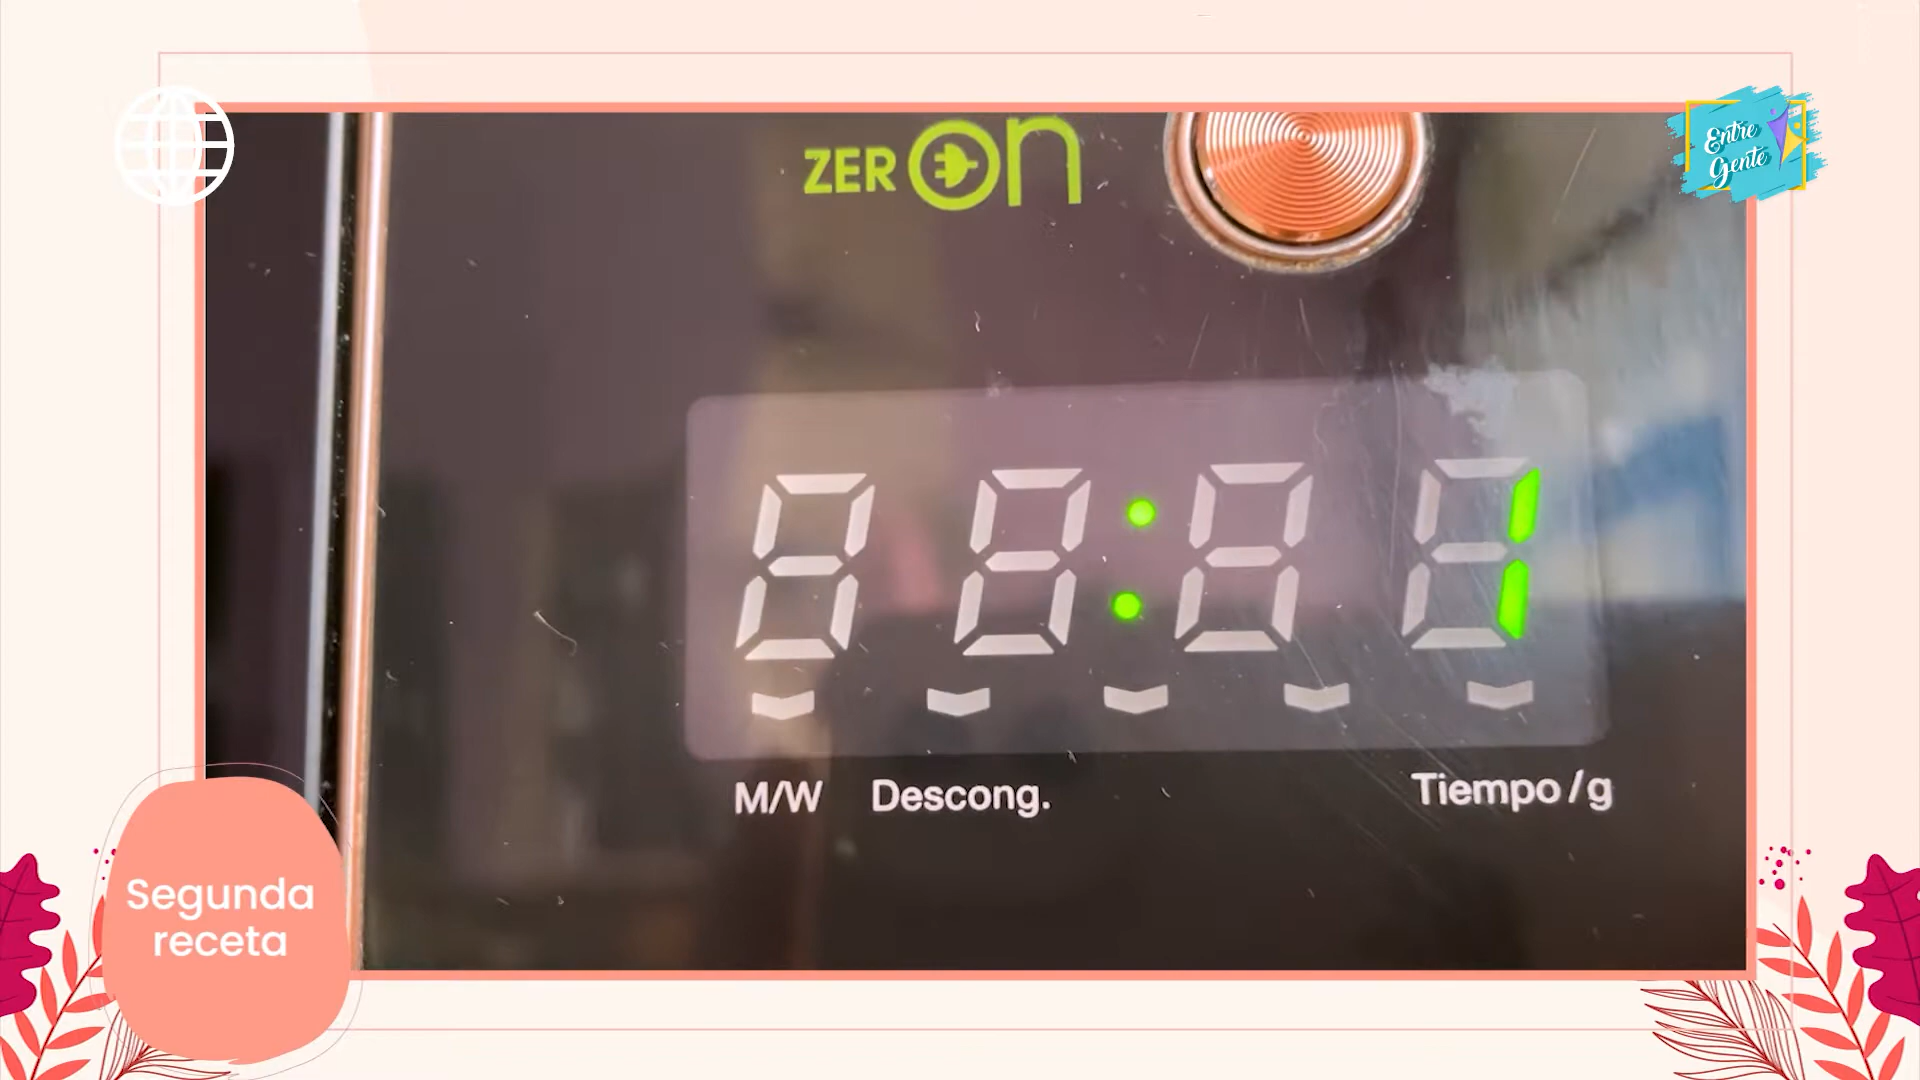 ZEROn
Entre
Gente
:1
M/W Descong. Tiempo/g
Segunda
receta